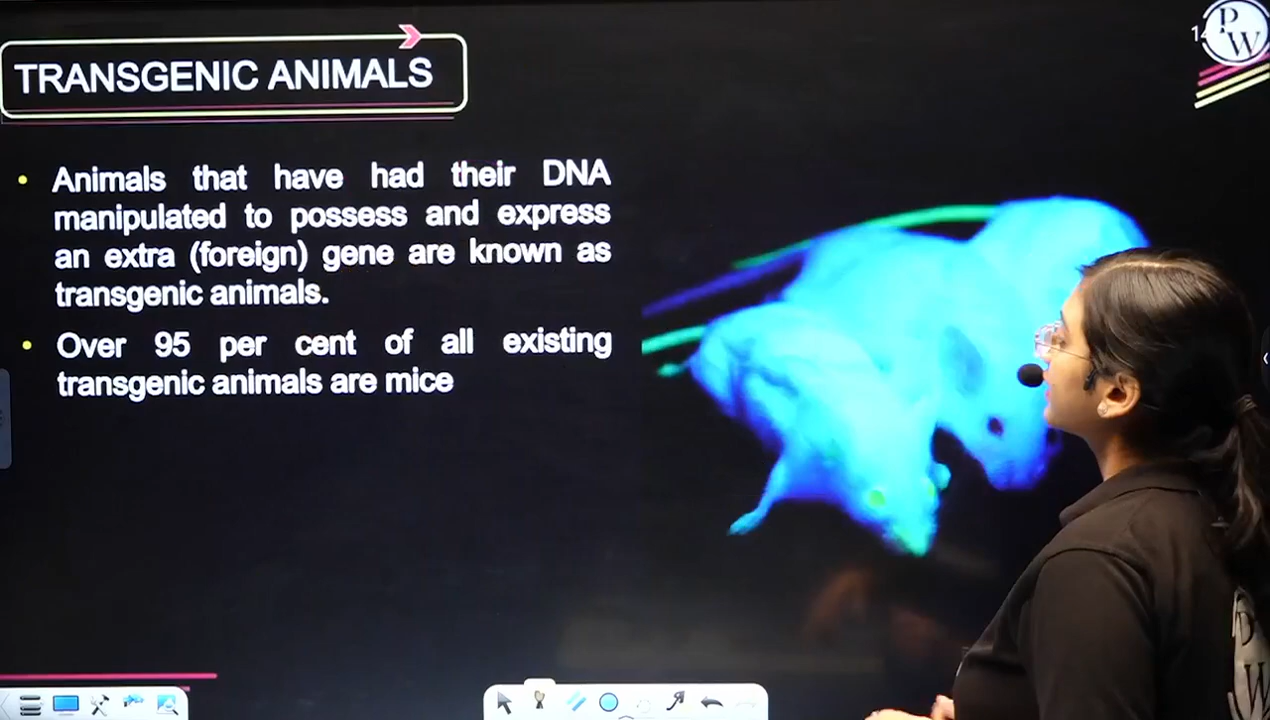 TRANSGENIC ANIMALS
Animals that have had their DNA
manipulated to possess and express
an extra (foreign) gene are known as
transgenic animals.
Over 95 per cent of all existing
transgenic animals are mice
14
P
W
P
W